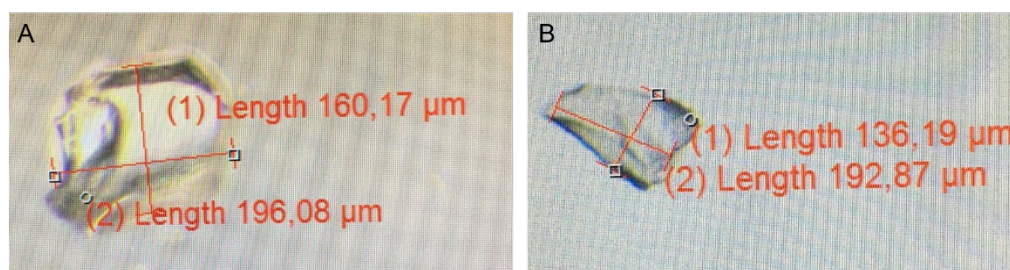 A
(1) Length 160,17 µm
(2) Length 196,08 µm
B
(1) Length 136,19 µm
(2) Length 192,87 µm